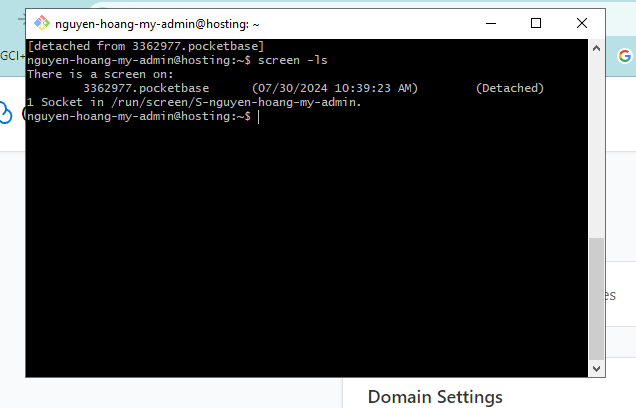 nguyen-hoang-my-admin@hosting: ~
GCI+
[detached from 3362977.pocketbase]
nguyen-hoang-my-admin@hosting:~$ screen -ls
There is a screen on:
3362977.pocketbase (07/30/2024 10:39:23 AM) (Detached)
1 Socket in /run/screen/S-nguyen-hoang-my-admin.
nguyen-hoang-my-admin@hosting:~$
es
Domain Settings